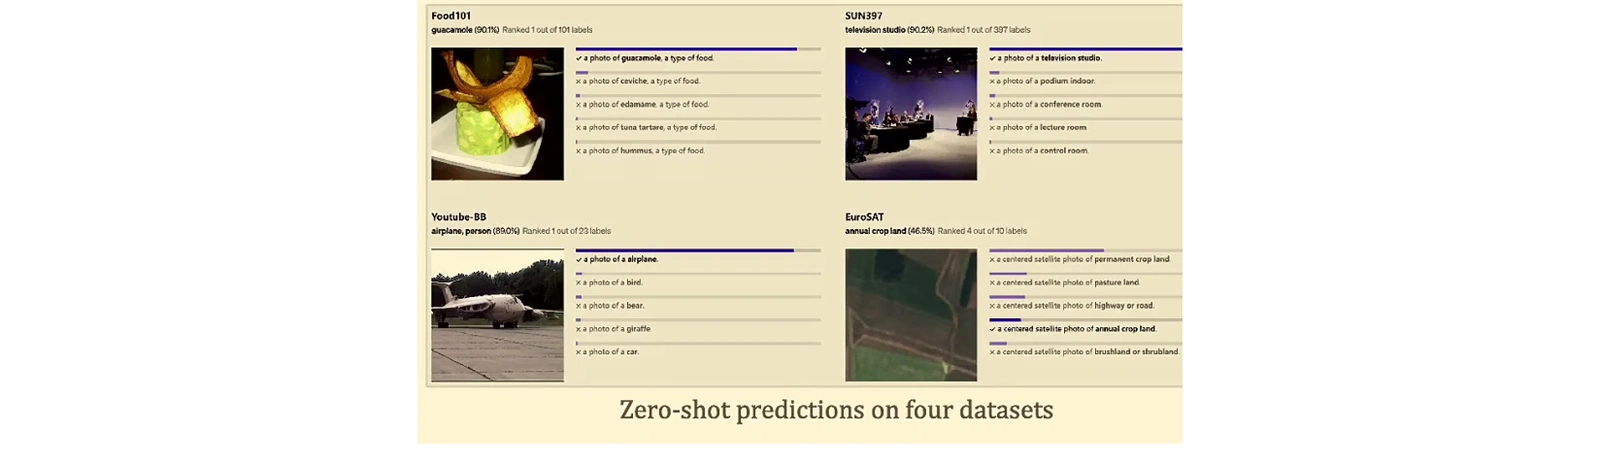 Food101
guacamole (90.1%) Ranked 1 out of 101 labels
✓ a photo of guacamole, a type of food.
× a photo of ceviche, a type of food.
× a photo of edamame, a type of food.
× a photo of tuna tartare, a type of food.
× a photo of hummus, a type of food.
SUN397
television studio (90.2%) Ranked 1 out of 397 labels
✓ a photo of a television studio.
× a photo of a podium indoor.
× a photo of a conference room.
× a photo of a lecture room.
× a photo of a control room.
Youtube-BB
airplane, person (89.0%) Ranked 1 out of 23 labels
✓ a photo of a airplane.
× a photo of a bird.
× a photo of a bear.
× a photo of a giraffe.
× a photo of a car.
EuroSAT
annual crop land (46.5%) Ranked 4 out of 10 labels
× a centered satellite photo of permanent crop land.
× a centered satellite photo of pasture land.
× a centered satellite photo of highway or road.
✓ a centered satellite photo of annual crop land.
× a centered satellite photo of brushland or shrubland.
Zero-shot predictions on four datasets